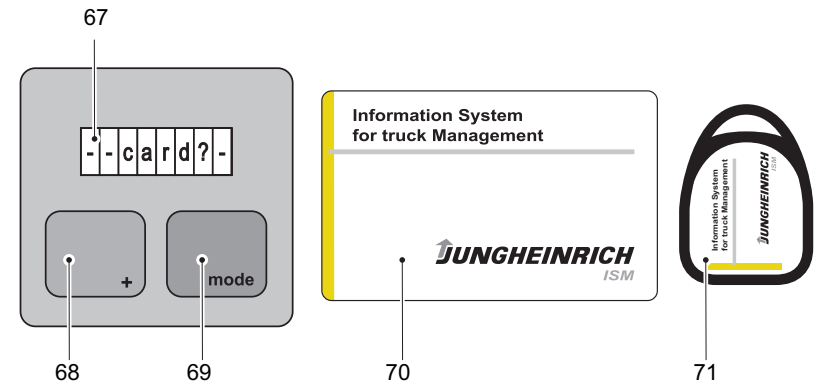 67
--card?-
+
mode
68
69
Information System
for truck Management
JUNGHEINRICH
ISM
70
Information System
for truck Management
JUNGHEINRICH
ISM
71